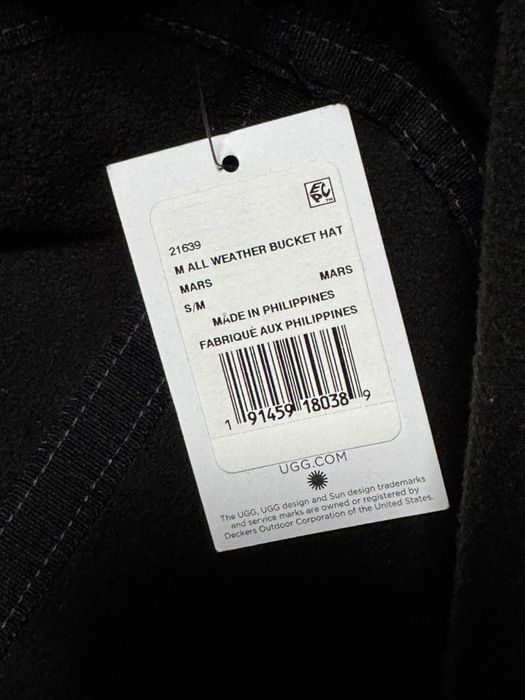 EPC™
21639
M ALL WEATHER BUCKET HAT
MARS MARS
S/M
MADE IN PHILIPPINES
FABRIQUÉ AUX PHILIPPINES
1 91459 18038 9
UGG.COM
The UGG, UGG design and Sun design trademarks
and service marks are owned or registered by
Deckers Outdoor Corporation of the United States.